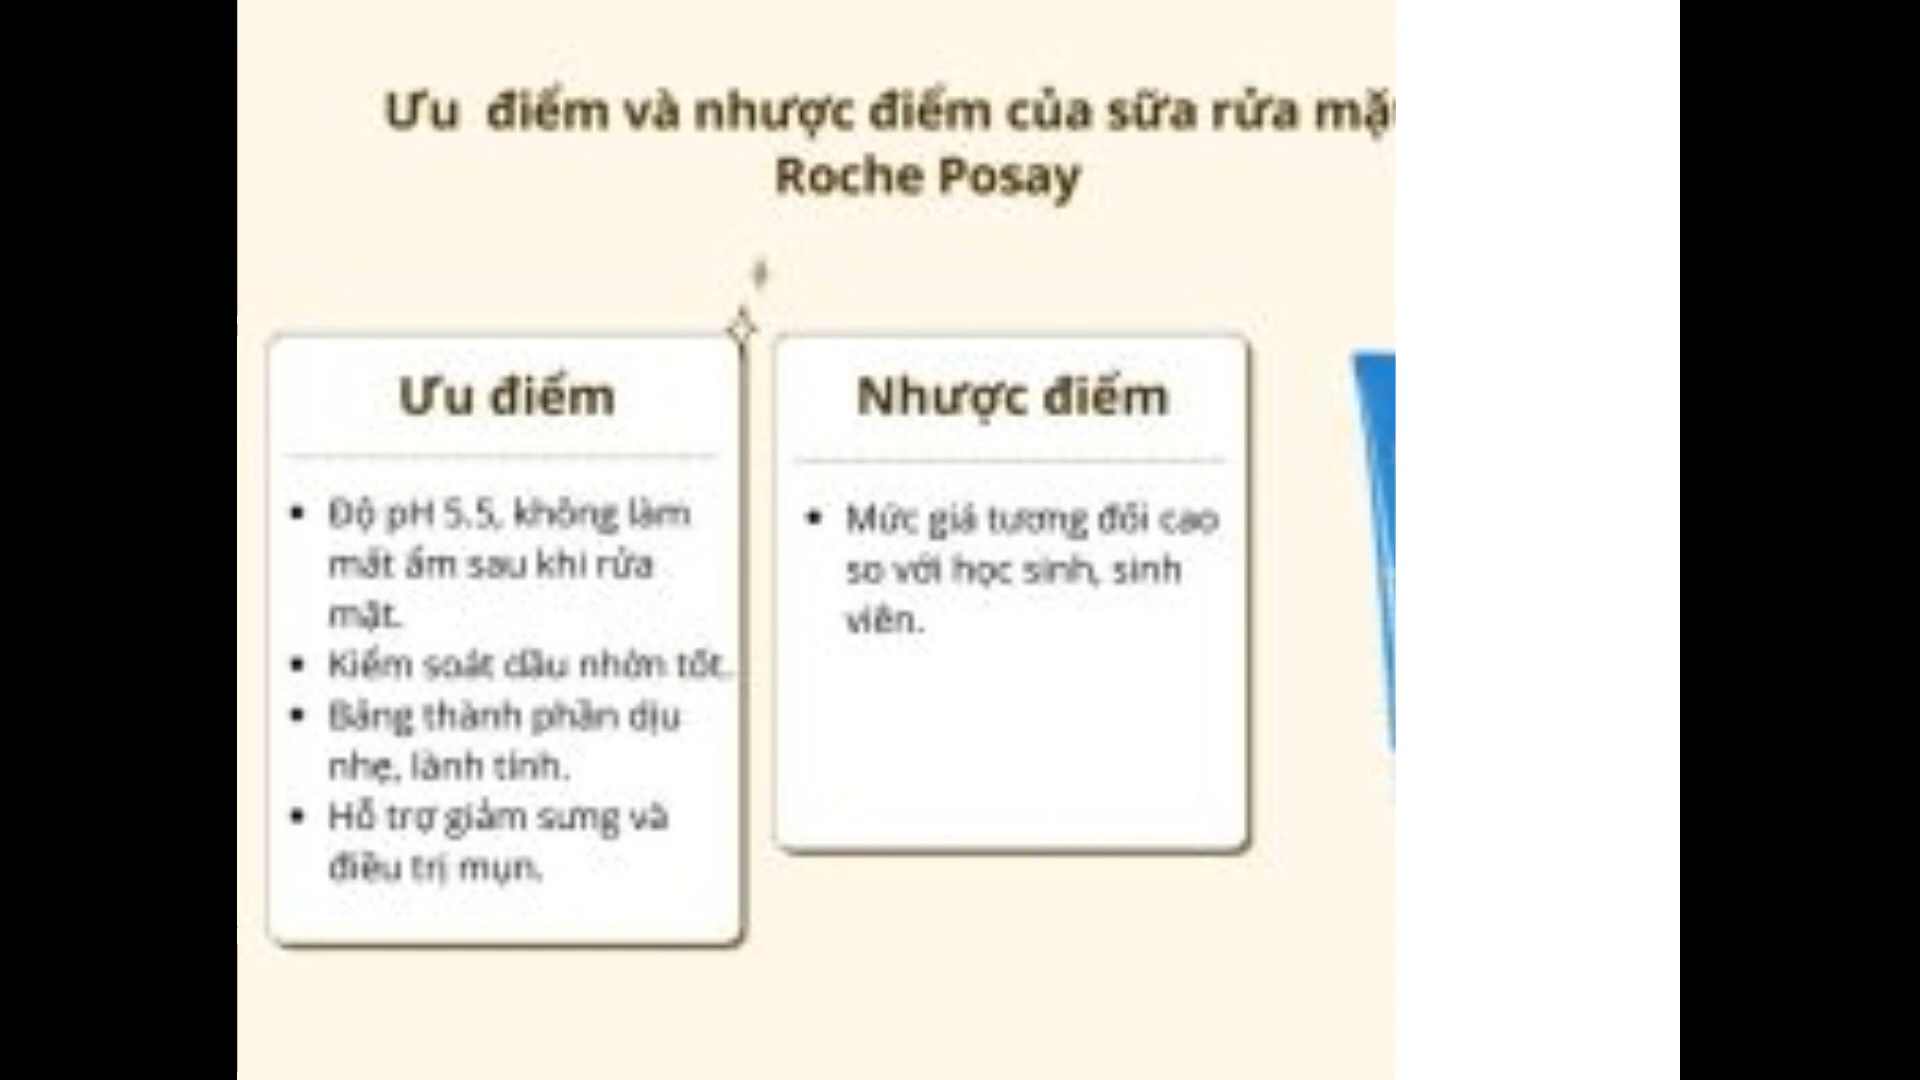 Ưu điểm và nhược điểm của sữa rửa
Roche Posay
Ưu điểm
Độ pH 5.5, không làm
mất ẩm sau khi rửa
mặt.
Kiểm soát dầu nhờn tốt.
Bảng thành phần dịu
nhẹ, lành tính.
Hỗ trợ giảm sưng và
điều trị mụn.
Nhược điểm
Mức giá tương đối cao
so với học sinh, sinh
viên.